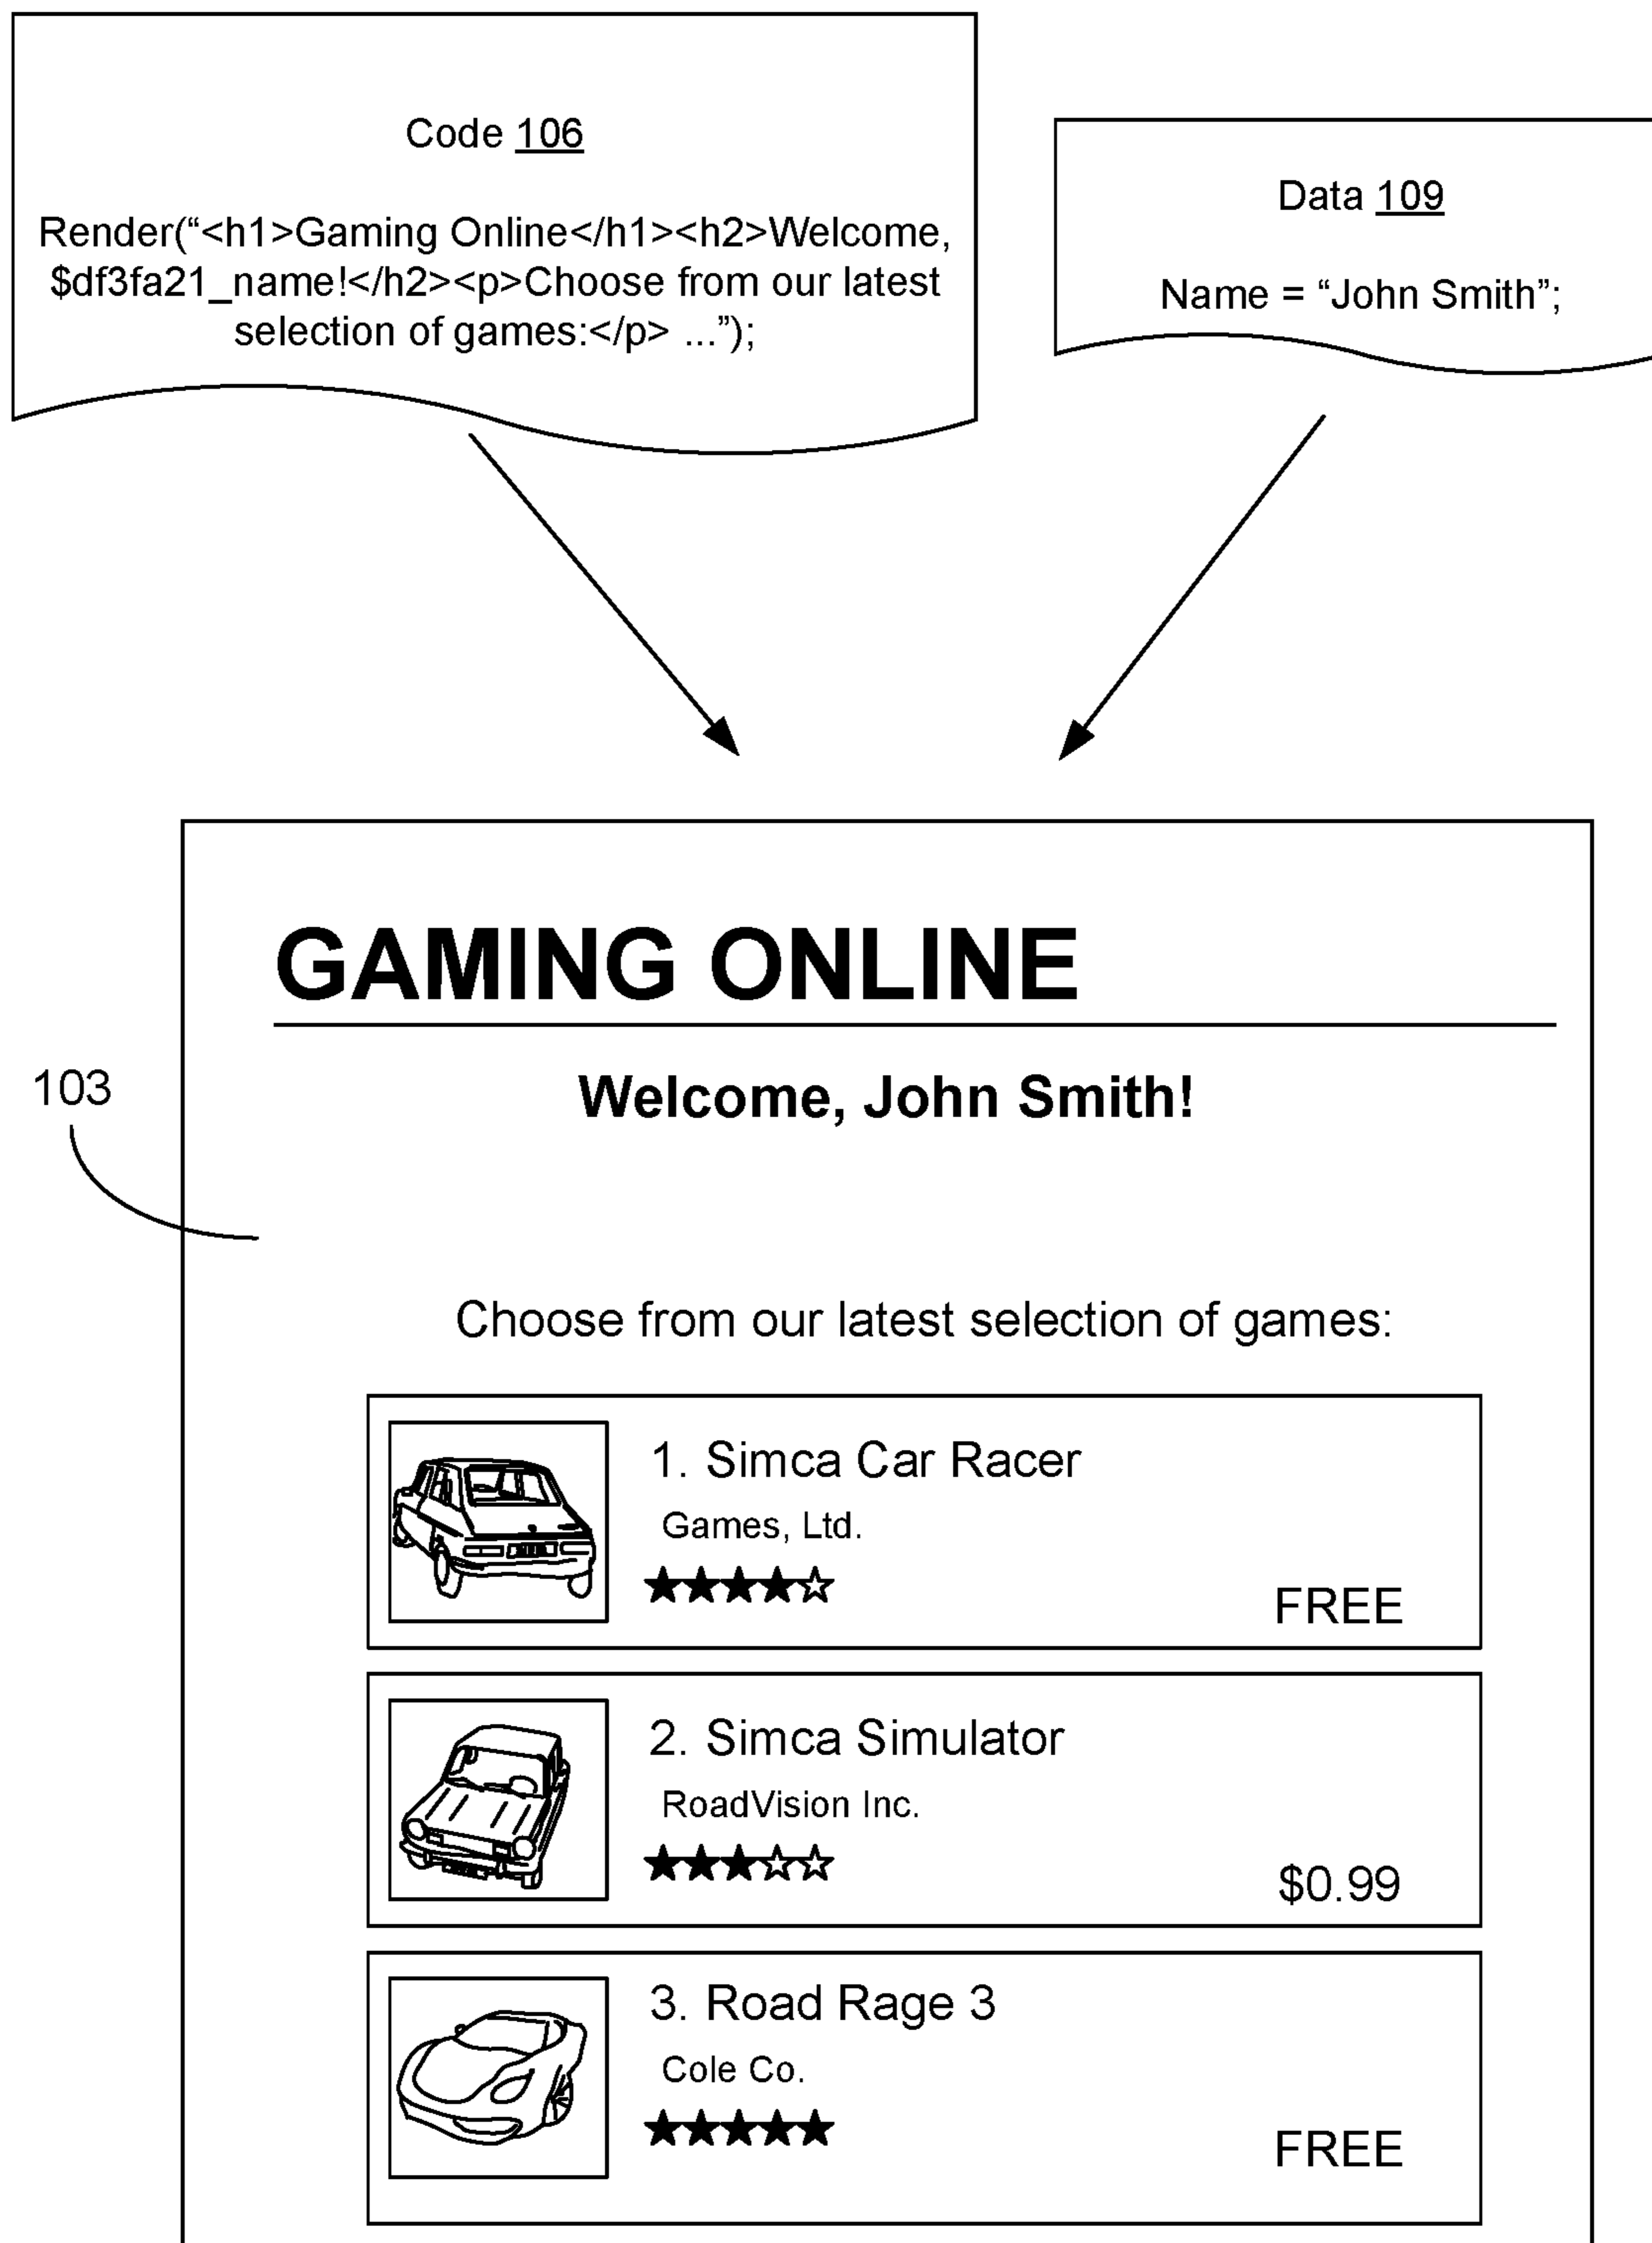 Code 106
Render(“<h1>Gaming Online</h1><h2>Welcome,
$df3fa21_name!</h2><p>Choose from our latest
selection of games:</p> ...”);
Data 109
Name = “John Smith”;
GAMING ONLINE
103
Welcome, John Smith!
Choose from our latest selection of games:
1. Simca Car Racer
Games, Ltd.
★★★★☆
FREE
2. Simca Simulator
RoadVision Inc.
★★★☆☆
$0.99
3. Road Rage 3
Cole Co.
★★★★★
FREE